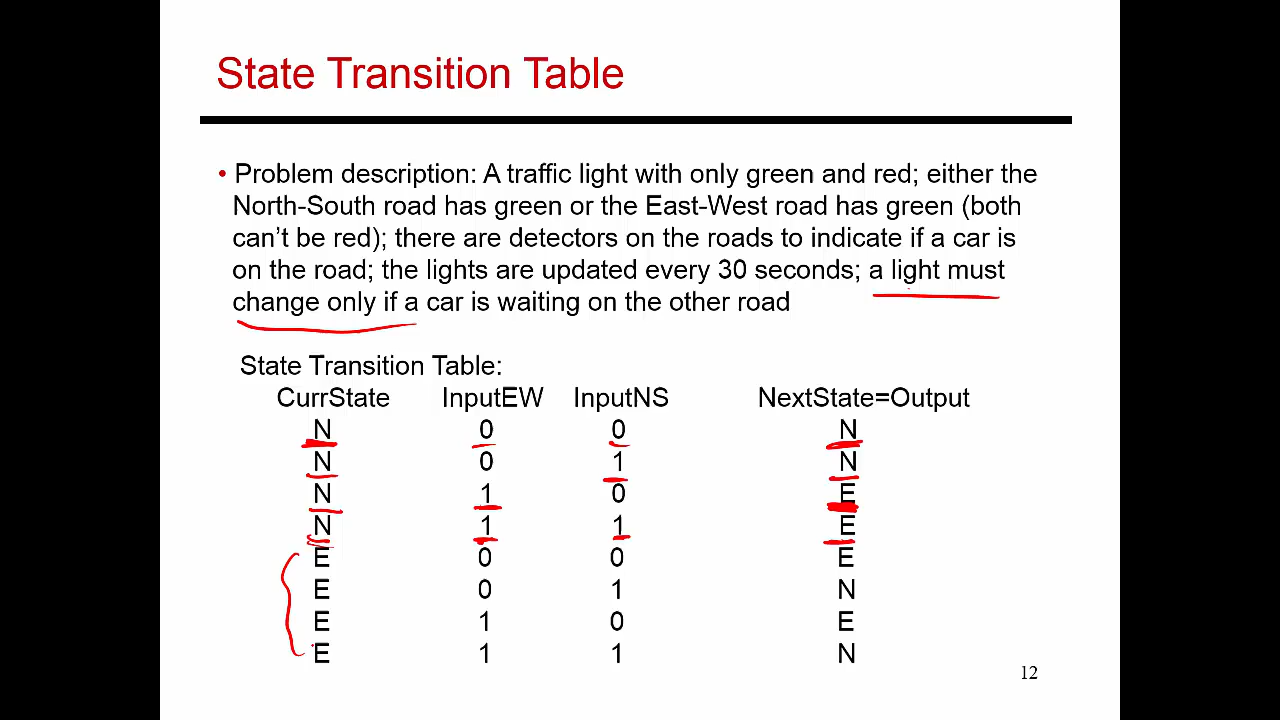 State Transition Table
• Problem description: A traffic light with only green and red; either the
North-South road has green or the East-West road has green (both
can't be red); there are detectors on the roads to indicate if a car is
on the road; the lights are updated every 30 seconds; a light must
change only if a car is waiting on the other road
State Transition Table:
CurrState InputEW InputNS NextState=Output
N 0 0 N
N 0 1 N
N 1 0 E
N 1 1 E
E 0 0 E
E 0 1 N
E 1 0 E
E 1 1 N
12